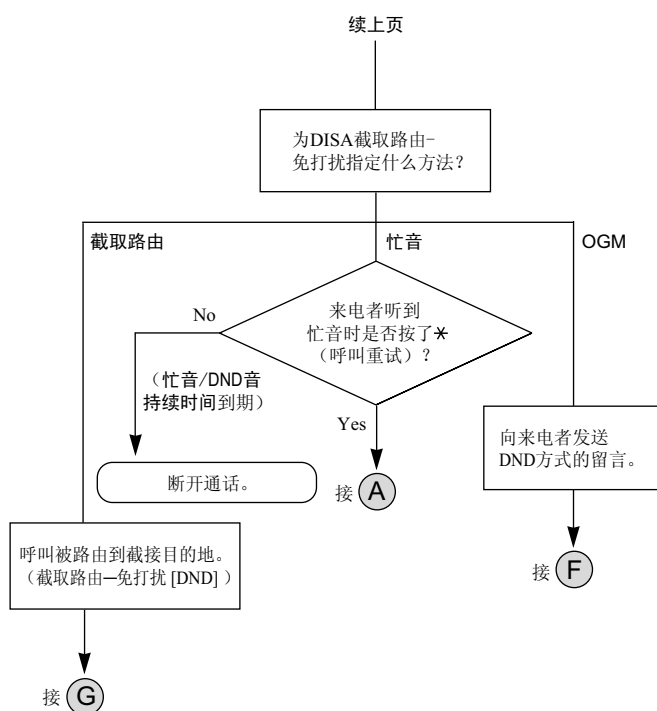 续上页
为DISA截取路由-
免打扰指定什么方法？
截取路由
忙音
OGM
No
来电者听到
忙音时是否按了*
（呼叫重试）？
（忙音/DND音
持续时间到期）
Yes
向来电者发送
DND方式的留言。
断开通话。
接 A
呼叫被路由到截接目的地。
（截取路由—免打扰 [DND]）
接 F
接 G